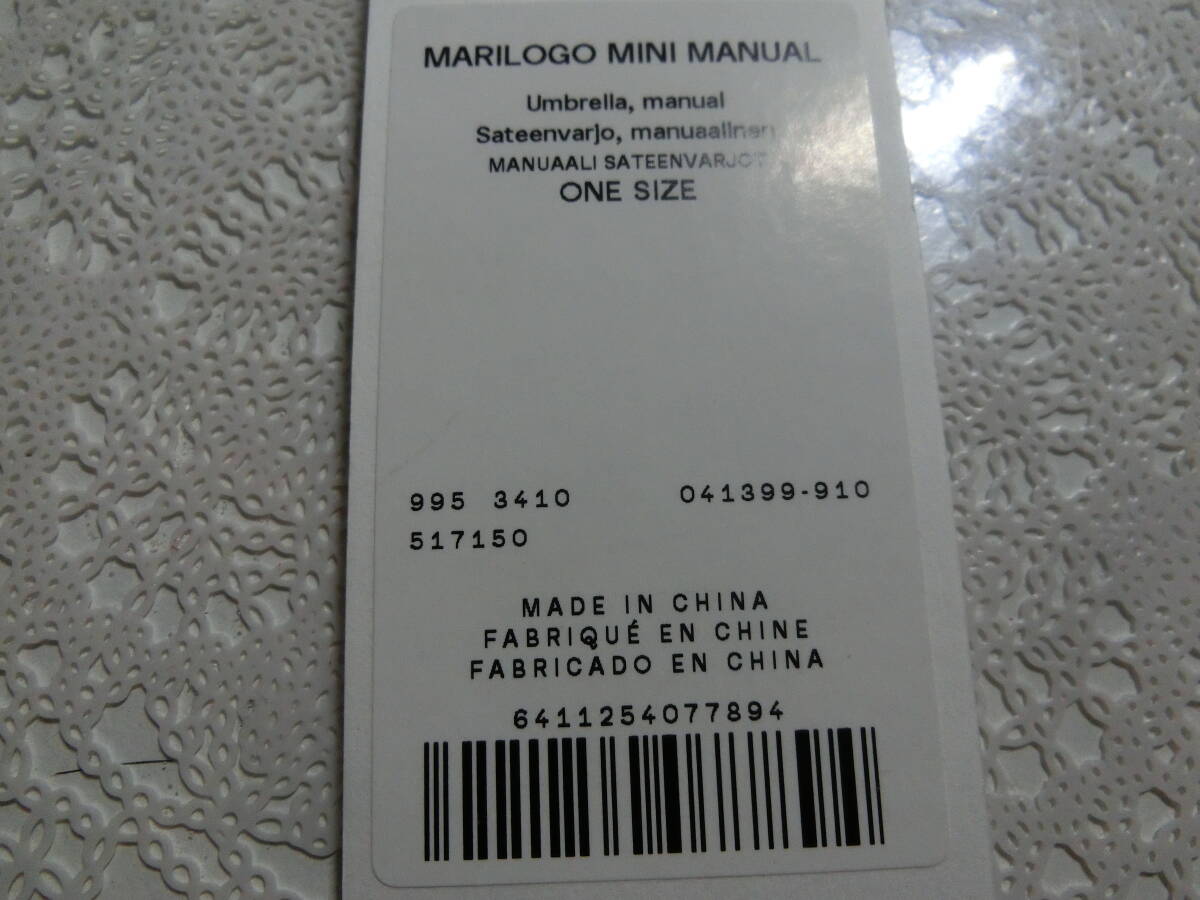 MARILOGO MINI MANUAL
Umbrella, manual
Sateenvarjo, manuaalinen
MANUAALI SATEENVARJOT
ONE SIZE
995 3410 041399-910
517150
MADE IN CHINA
FABRIQUÉ EN CHINE
FABRICADO EN CHINA
6411254077894